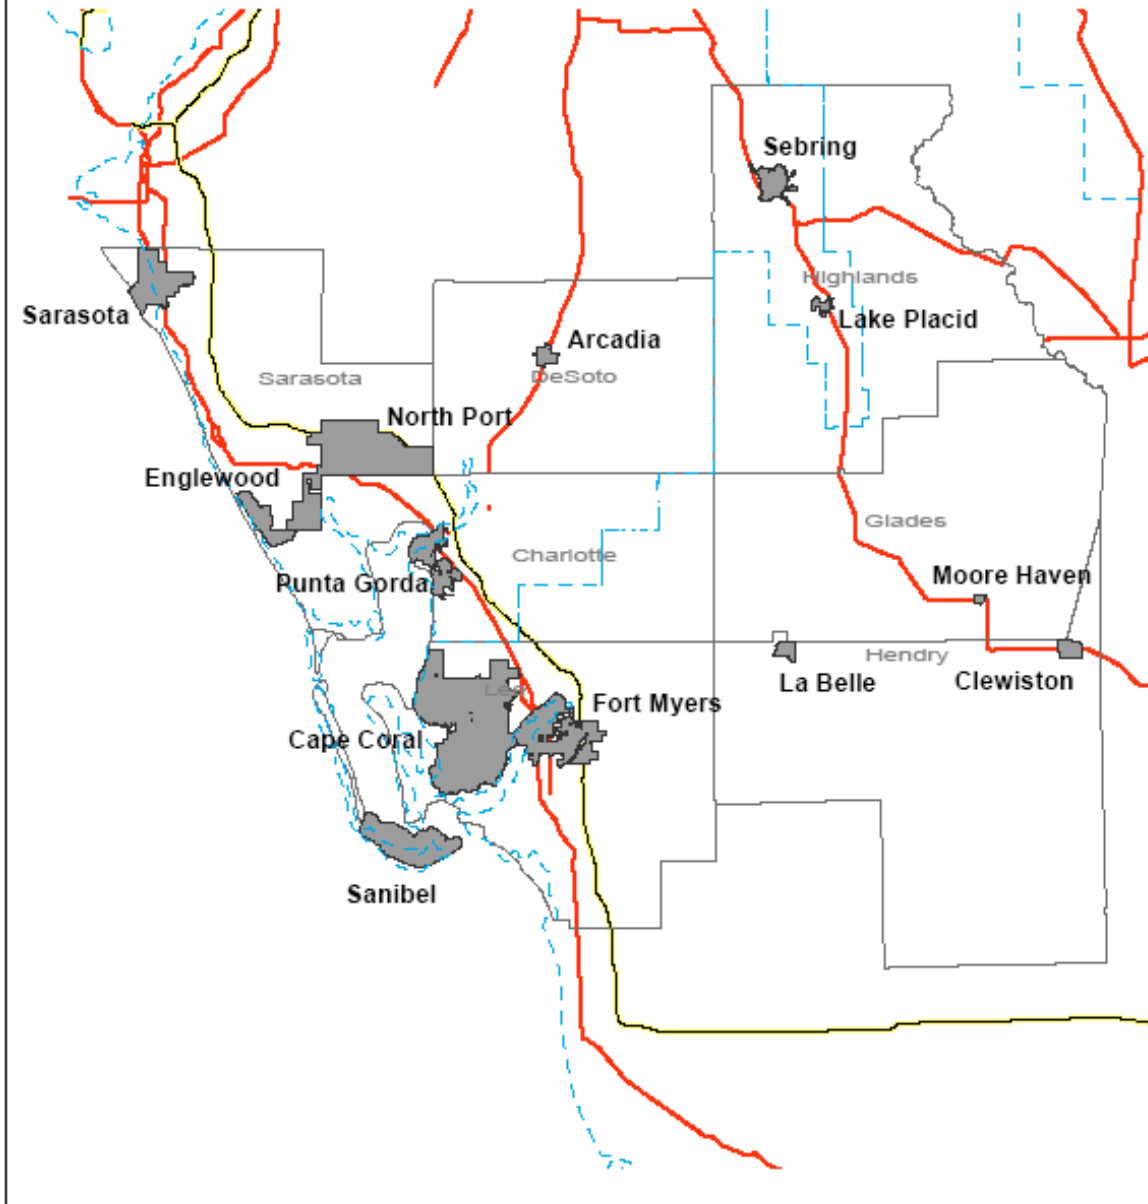 Sebring
Highlands
Sarasota
Lake Placid
Arcadia
DeSoto
Sarasota
North Port
Englewood
Glades
Charlotte
Moore Haven
Punta Gorda
Hendry
La Belle
Clewiston
Lee
Fort Myers
Cape Coral
Sanibel